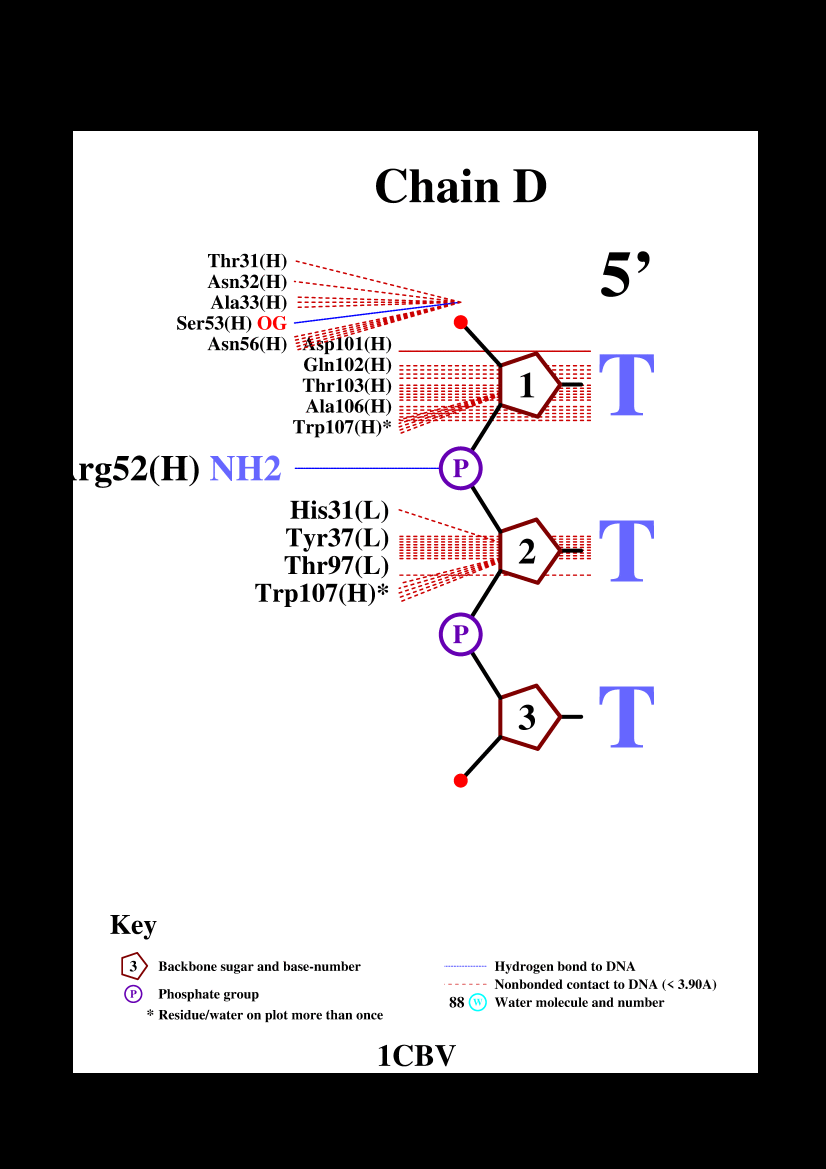 Chain D
5’
Thr31(H)
Asn32(H)
Ala33(H)
Ser53(H) OG
Asn56(H)
Asp101(H)
Gln102(H)
Thr103(H)
Ala106(H)
Trp107(H)*
1
T
rg52(H) NH2
P
His31(L)
Tyr37(L)
Thr97(L)
Trp107(H)*
2
T
P
3
T
Key
3 Backbone sugar and base-number
P Phosphate group
* Residue/water on plot more than once
Hydrogen bond to DNA
Nonbonded contact to DNA (< 3.90A)
88 W Water molecule and number
1CBV